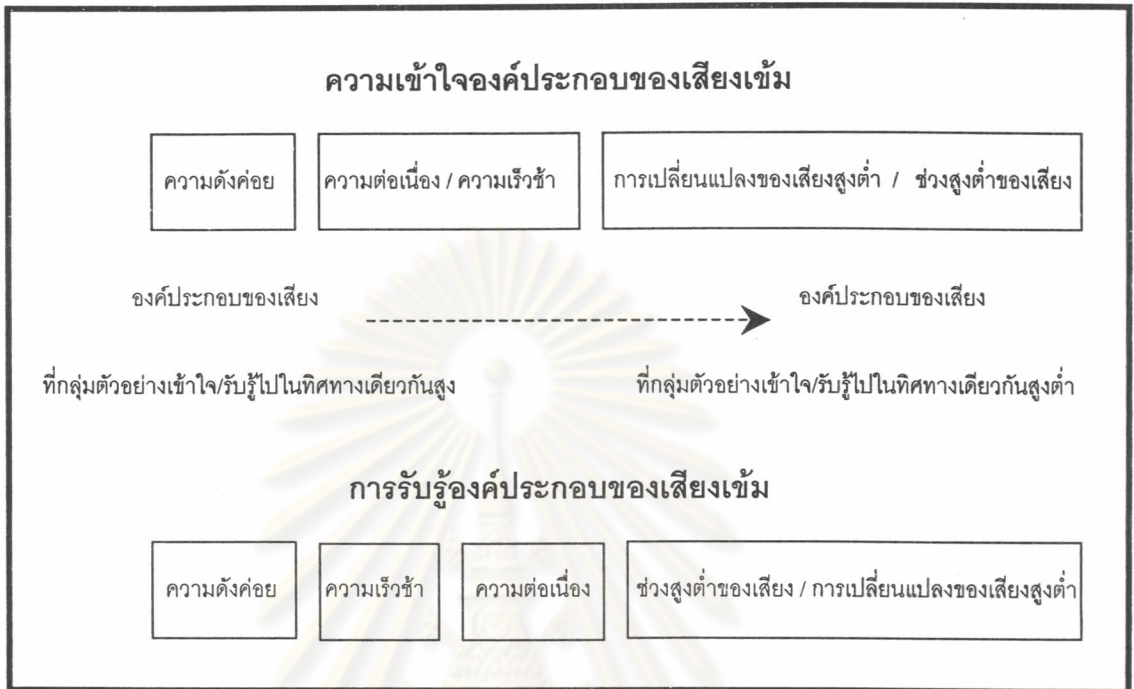 ความเข้าใจองค์ประกอบของเสียงเข้ม
ความดังค่อย ความต่อเนื่อง / ความเร็วช้า การเปลี่ยนแปลงของเสียงสูงต่ำ / ช่วงสูงต่ำของเสียง
องค์ประกอบของเสียง องค์ประกอบของเสียง
ที่กลุ่มตัวอย่างเข้าใจ/รับรู้ไปในทิศทางเดียวกันสูง ที่กลุ่มตัวอย่างเข้าใจ/รับรู้ไปในทิศทางเดียวกันสูงต่ำ
การรับรู้องค์ประกอบของเสียงเข้ม
ความดังค่อย ความเร็วช้า ความต่อเนื่อง ช่วงสูงต่ำของเสียง / การเปลี่ยนแปลงของเสียงสูงต่ำ